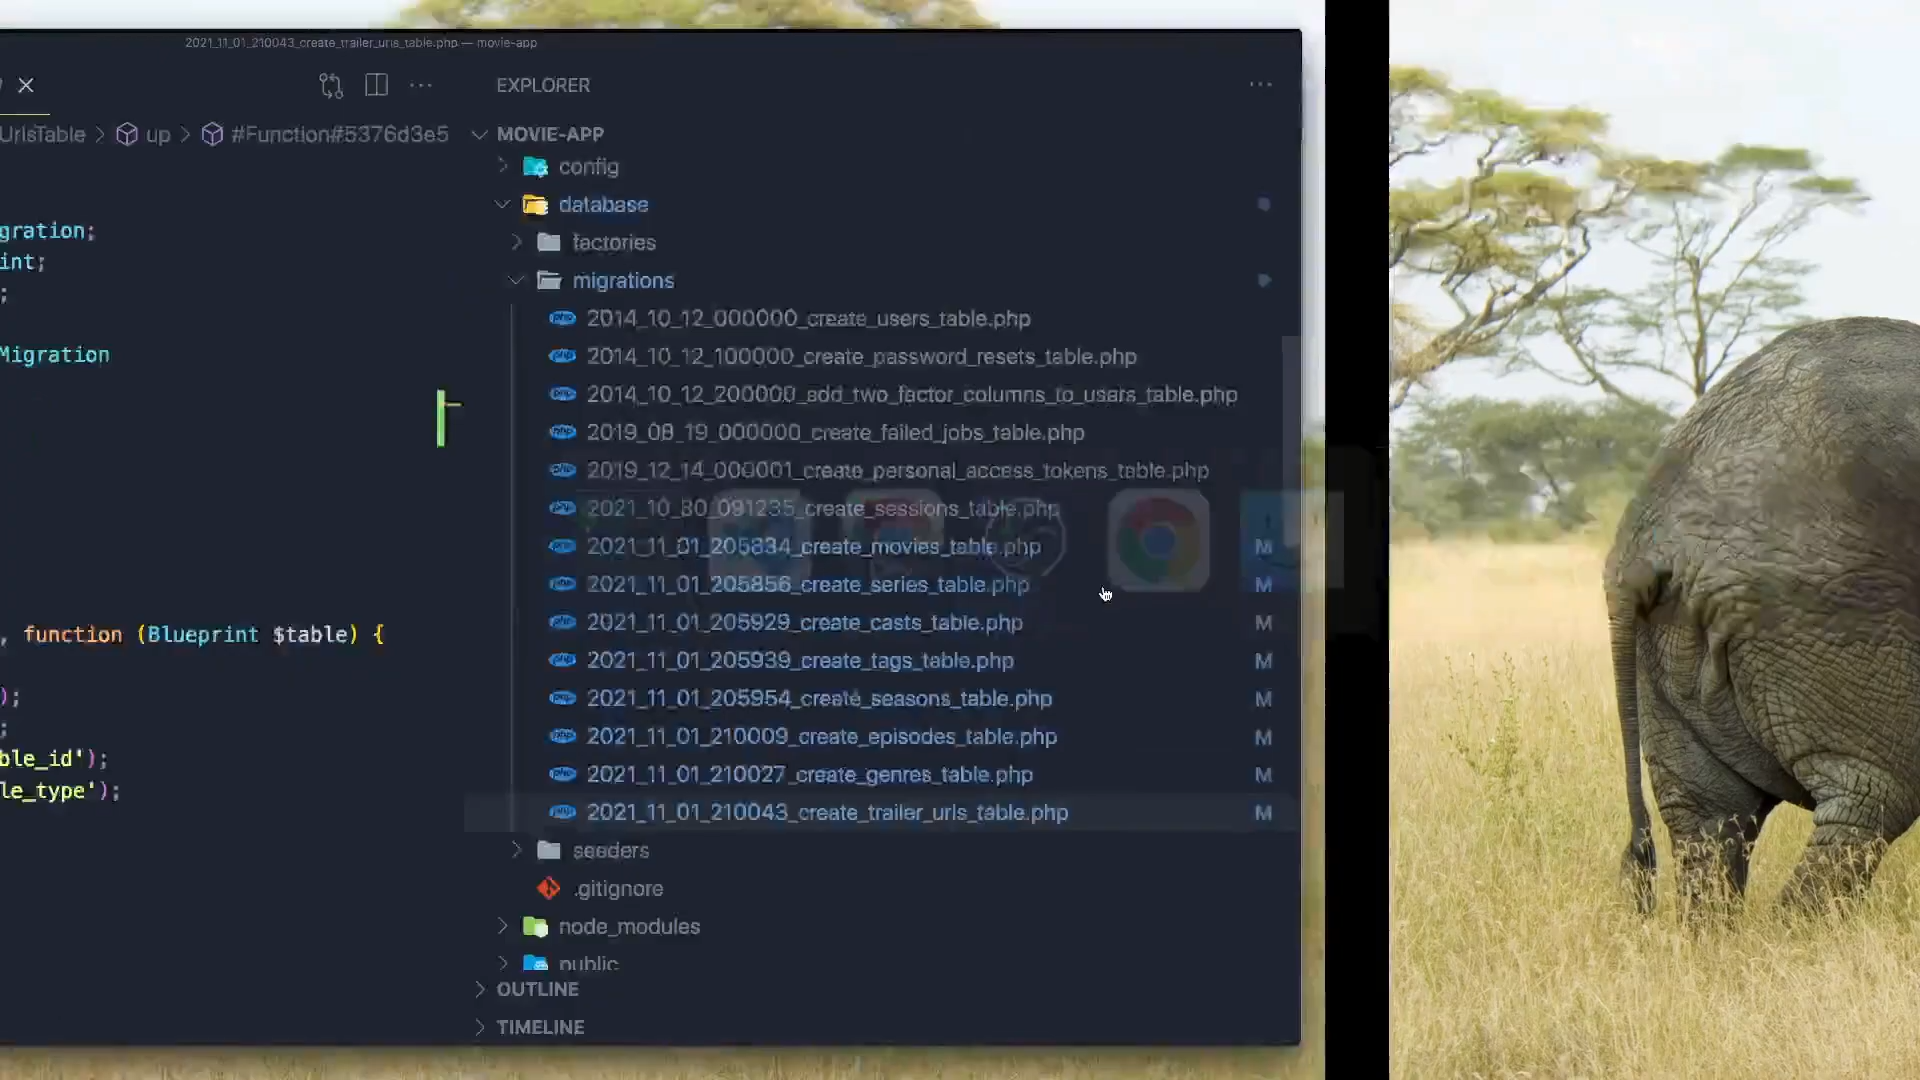 2021_11_01_210043_create_trailer_urls_table.php — movie-app
EXPLORER
UrlsTable > up > #Function#5376d3e5
MOVIE-APP
config
database
factories
migrations
2014_10_12_000000_create_users_table.php
2014_10_12_100000_create_password_resets_table.php
2014_10_12_200000_add_two_factor_columns_to_users_table.php
2019_08_19_000000_create_failed_jobs_table.php
2019_12_14_000001_create_personal_access_tokens_table.php
2021_10_30_091235_create_sessions_table.php
2021_11_01_205834_create_movies_table.php M
2021_11_01_205856_create_series_table.php M
2021_11_01_205929_create_casts_table.php M
2021_11_01_205939_create_tags_table.php M
2021_11_01_205954_create_seasons_table.php M
2021_11_01_210009_create_episodes_table.php M
2021_11_01_210027_create_genres_table.php M
2021_11_01_210043_create_trailer_urls_table.php M
seeders
.gitignore
node_modules
public
OUTLINE
TIMELINE
gration;
int;
;
Migration
, function (Blueprint $table) {
);
;
ble_id');
le_type');